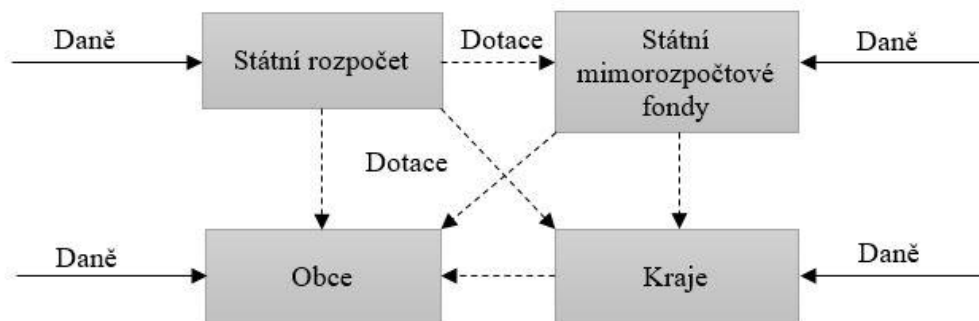 Daně
Státní rozpočet
Dotace
Státní
mimorozpočtové
fondy
Daně
Dotace
Daně
Obce
Kraje
Daně